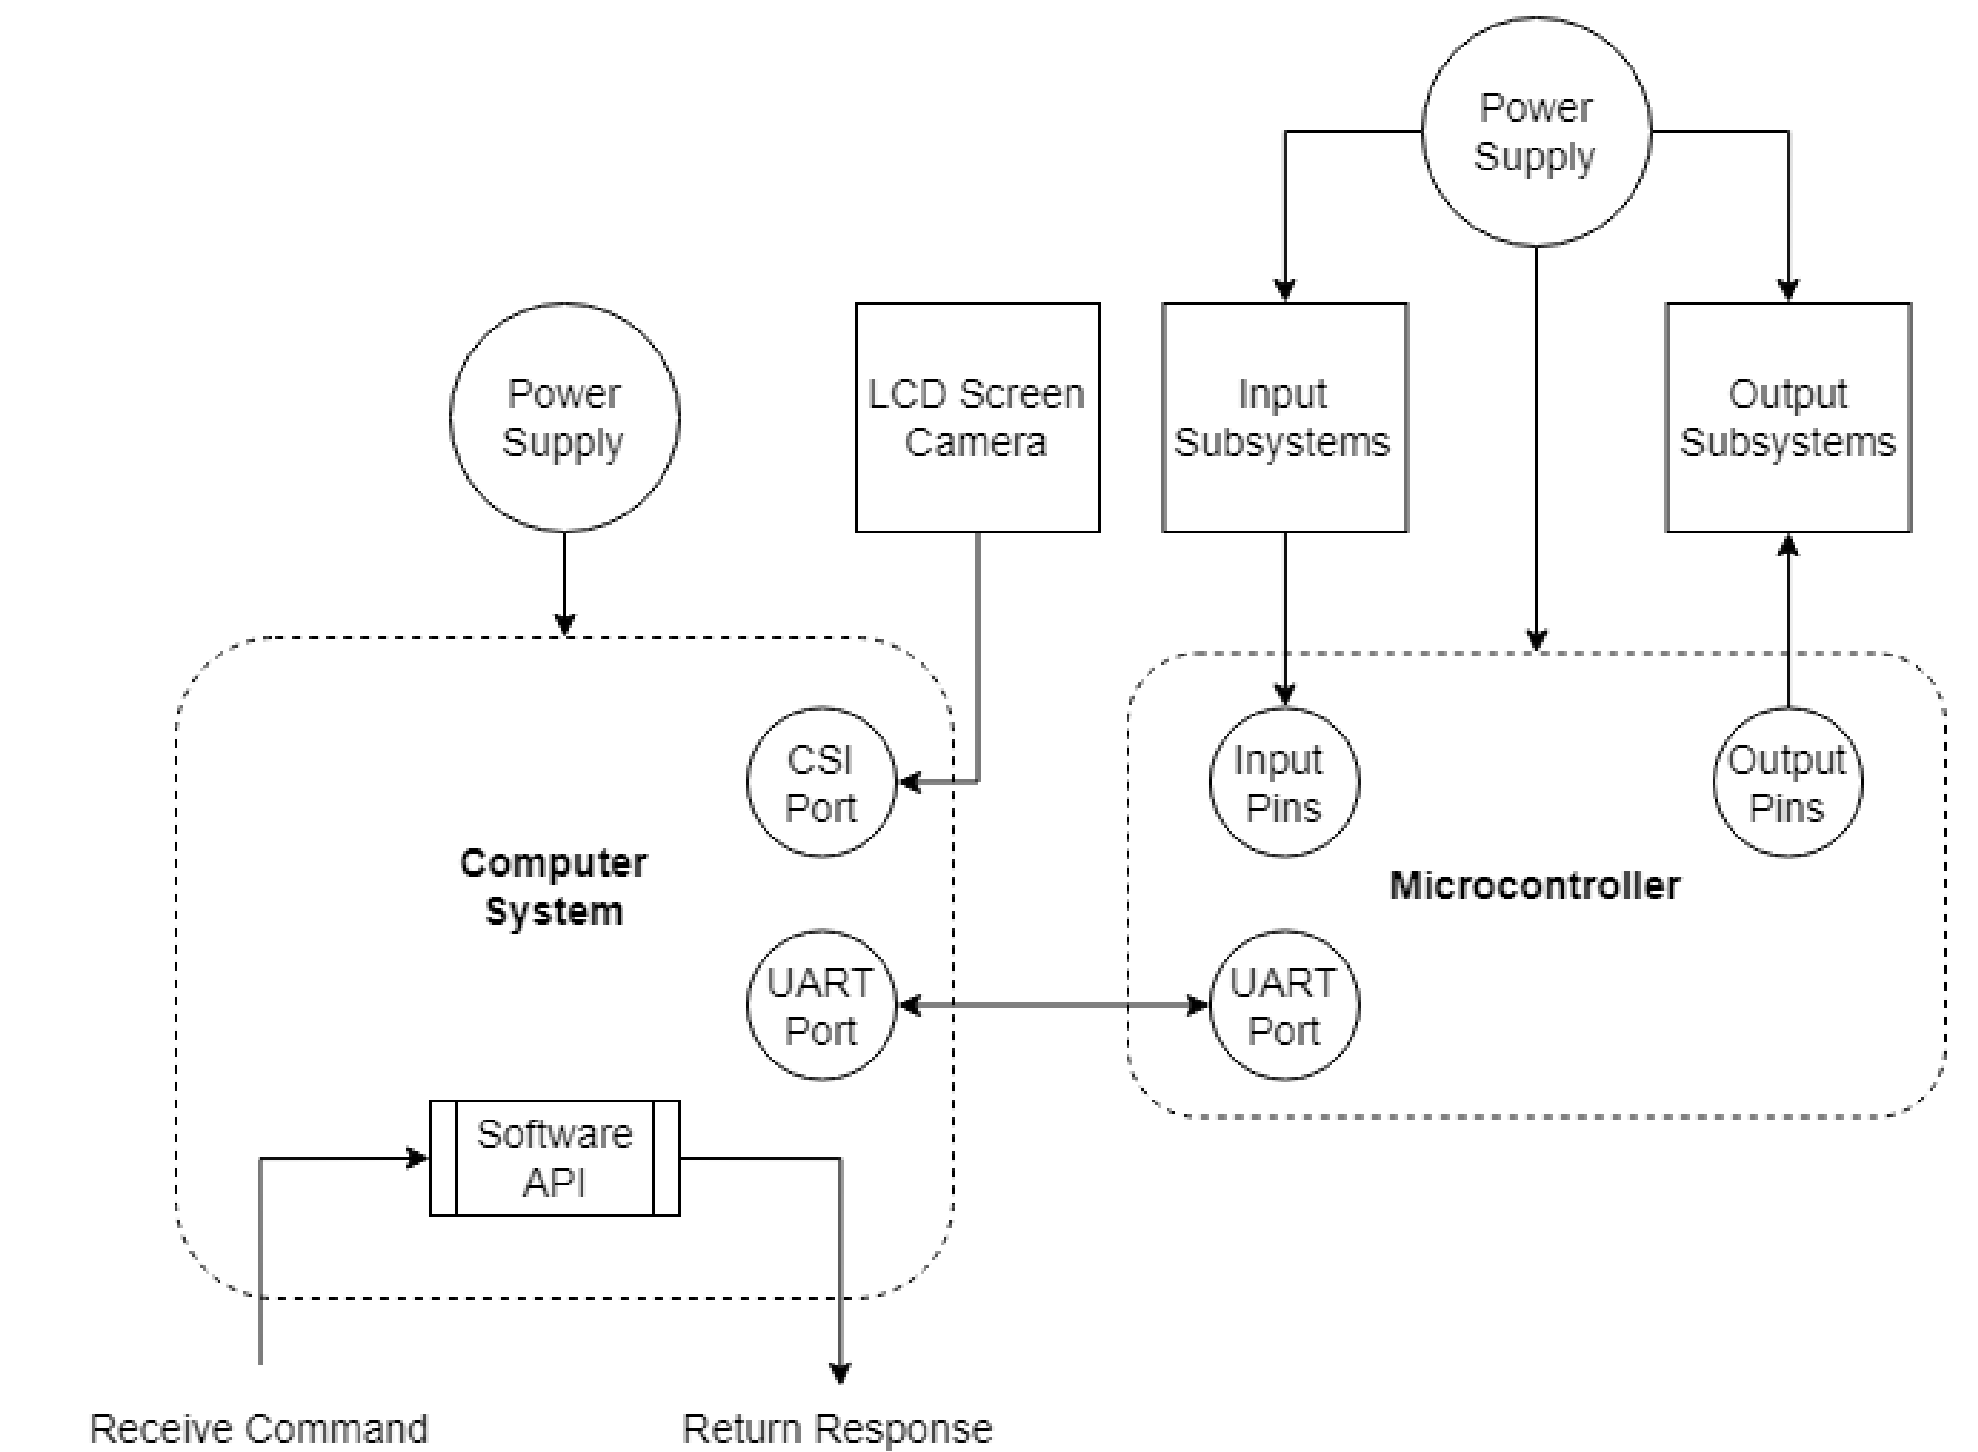 Power
Supply
Power
Supply
LCD Screen
Camera
Input
Subsystems
Output
Subsystems
CSI
Port
Input
Pins
Output
Pins
Computer
System
Microcontroller
UART
Port
UART
Port
Software
API
Receive Command
Return Response